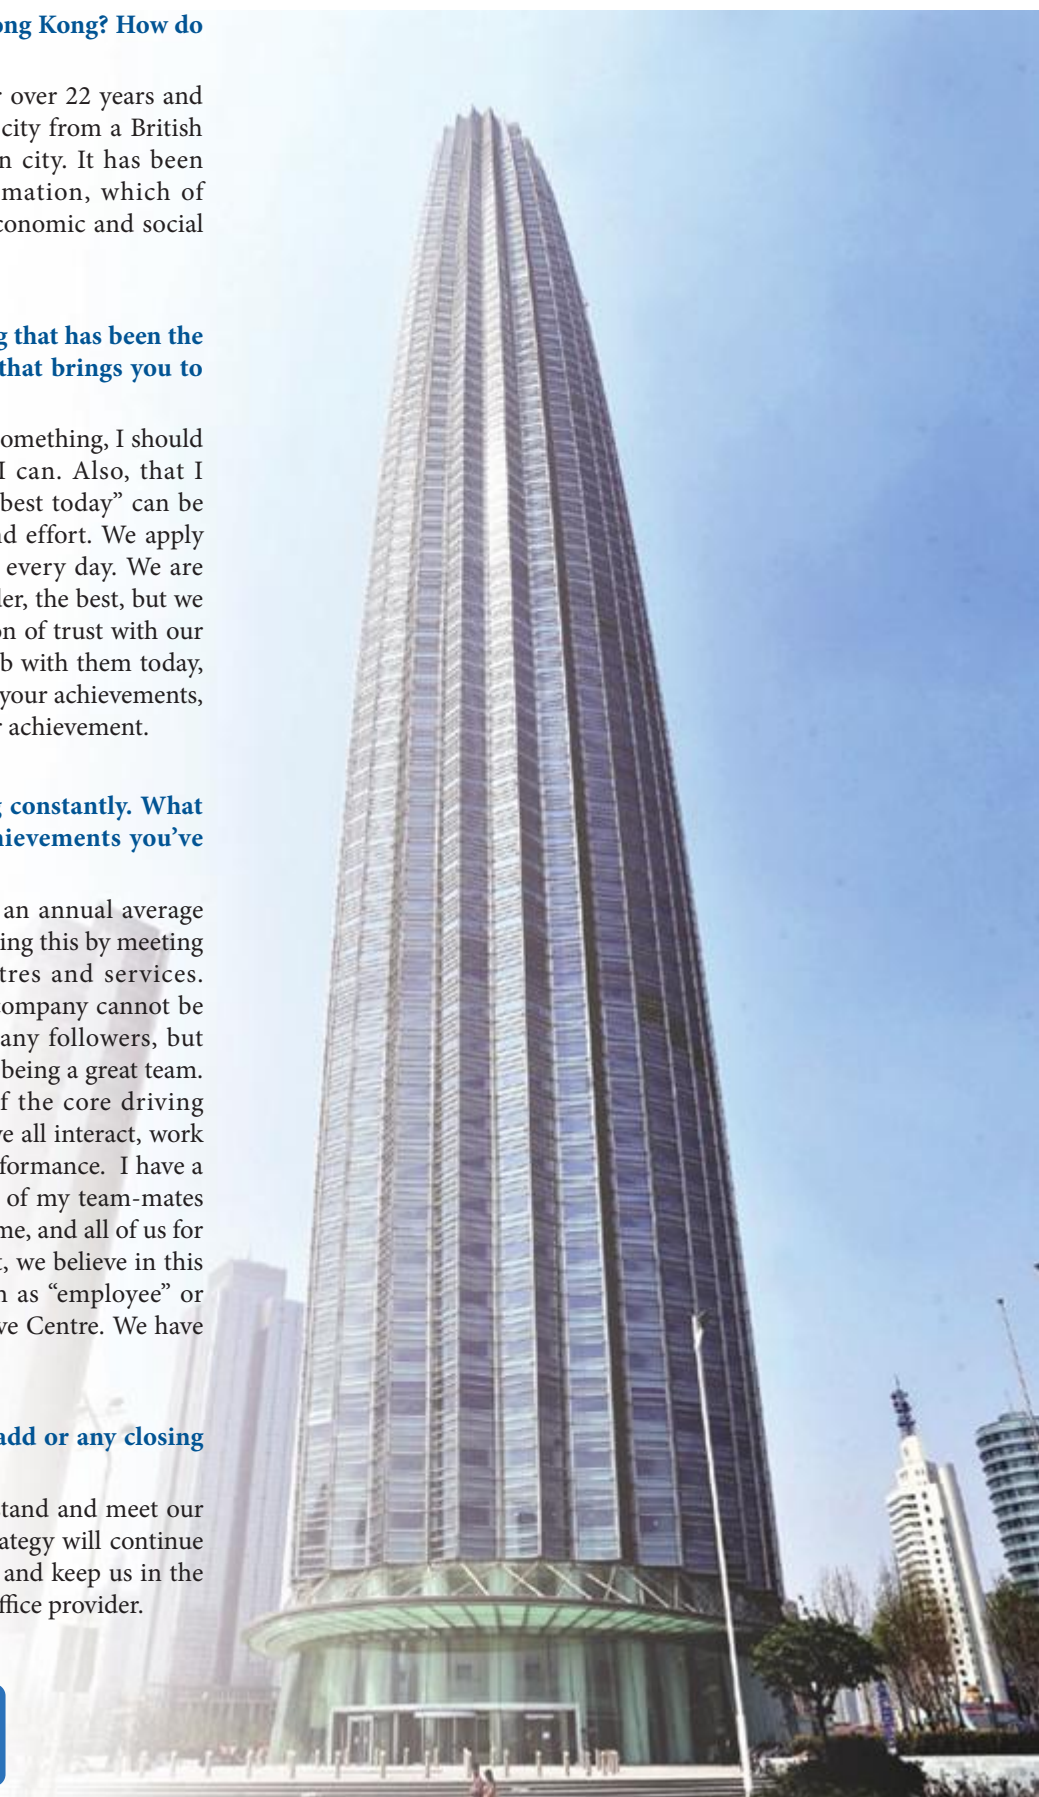 ong Kong? How do
r over 22 years and
city from a British
n city. It has been
mation, which of
conomic and social
g that has been the
that brings you to
omething, I should
I can. Also, that I
best today” can be
nd effort. We apply
every day. We are
ler, the best, but we
on of trust with our
b with them today,
your achievements,
r achievement.
g constantly. What
hievements you’ve
an annual average
ing this by meeting
tres and services.
company cannot be
any followers, but
being a great team.
f the core driving
ve all interact, work
formance. I have a
of my team-mates
me, and all of us for
t, we believe in this
n as “employee” or
ve Centre. We have
add or any closing
stand and meet our
ategy will continue
and keep us in the
ffice provider.